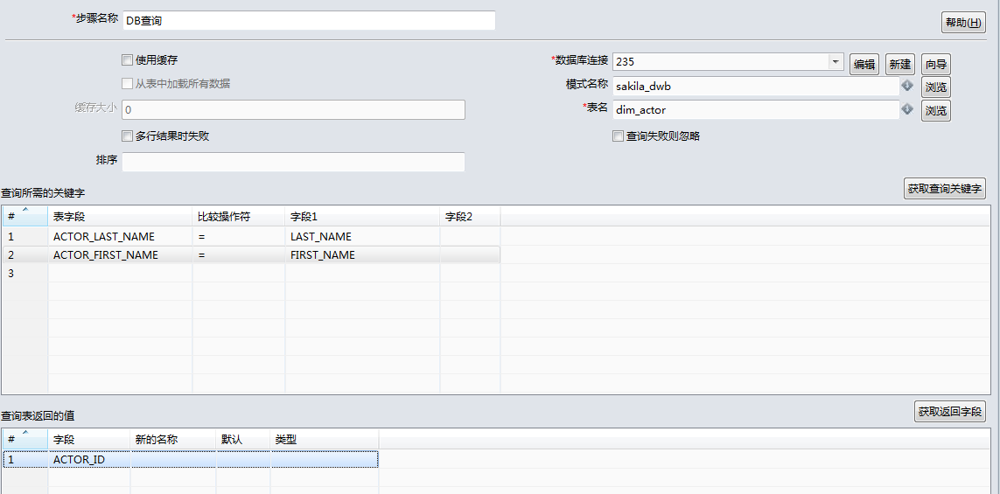 *步骤名称 DB查询
帮助(H)
使用缓存
*数据库连接 235 编辑 新建 向导
从表中加载所有数据
模式名称 sakila_dwb 浏览
缓存大小 0
*表名 dim_actor 浏览
多行结果时失败
查询失败则忽略
排序
查询所需的关键字 获取查询关键字
# 表字段 比较操作符 字段1 字段2
1 ACTOR_LAST_NAME = LAST_NAME
2 ACTOR_FIRST_NAME = FIRST_NAME
3
查询表返回的值 获取返回字段
# 字段 新的名称 默认 类型
1 ACTOR_ID